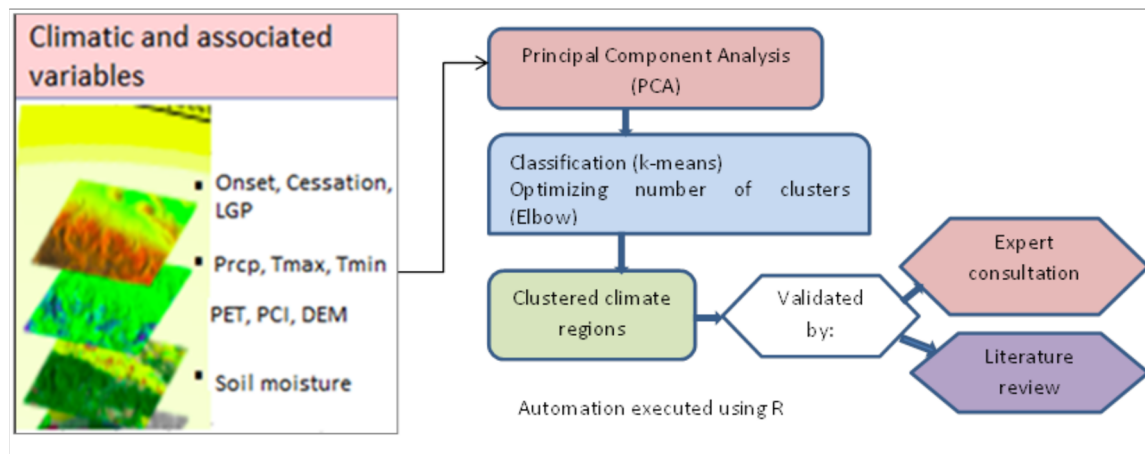 Climatic and associated
variables
▪ Onset, Cessation,
LGP
▪ Prcp, Tmax, Tmin
PET, PCI, DEM
▪ Soil moisture
Principal Component Analysis
(PCA)
Classification (k-means)
Optimizing number of clusters
(Elbow)
Clustered climate
regions
Validated
by:
Expert
consultation
Literature
review
Automation executed using R